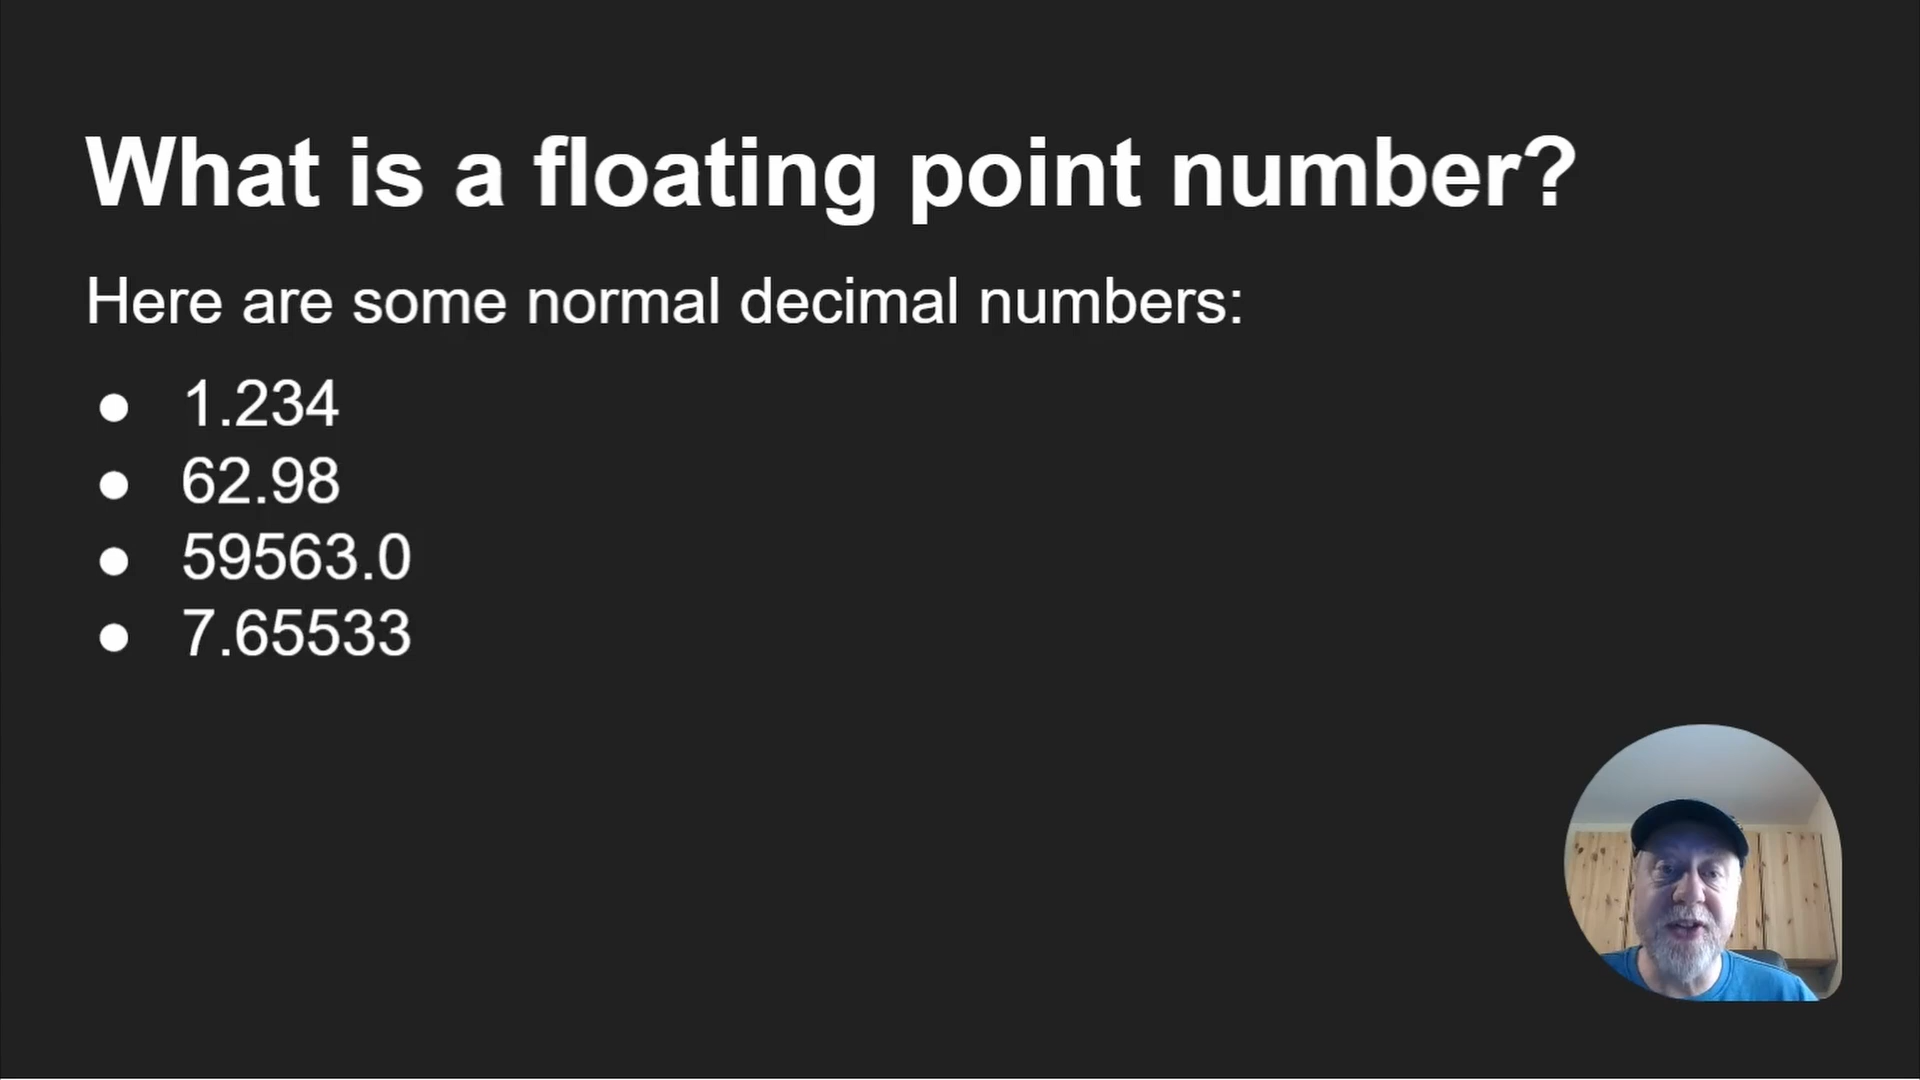 What is a floating point number?
Here are some normal decimal numbers:
● 1.234
● 62.98
● 59563.0
● 7.65533